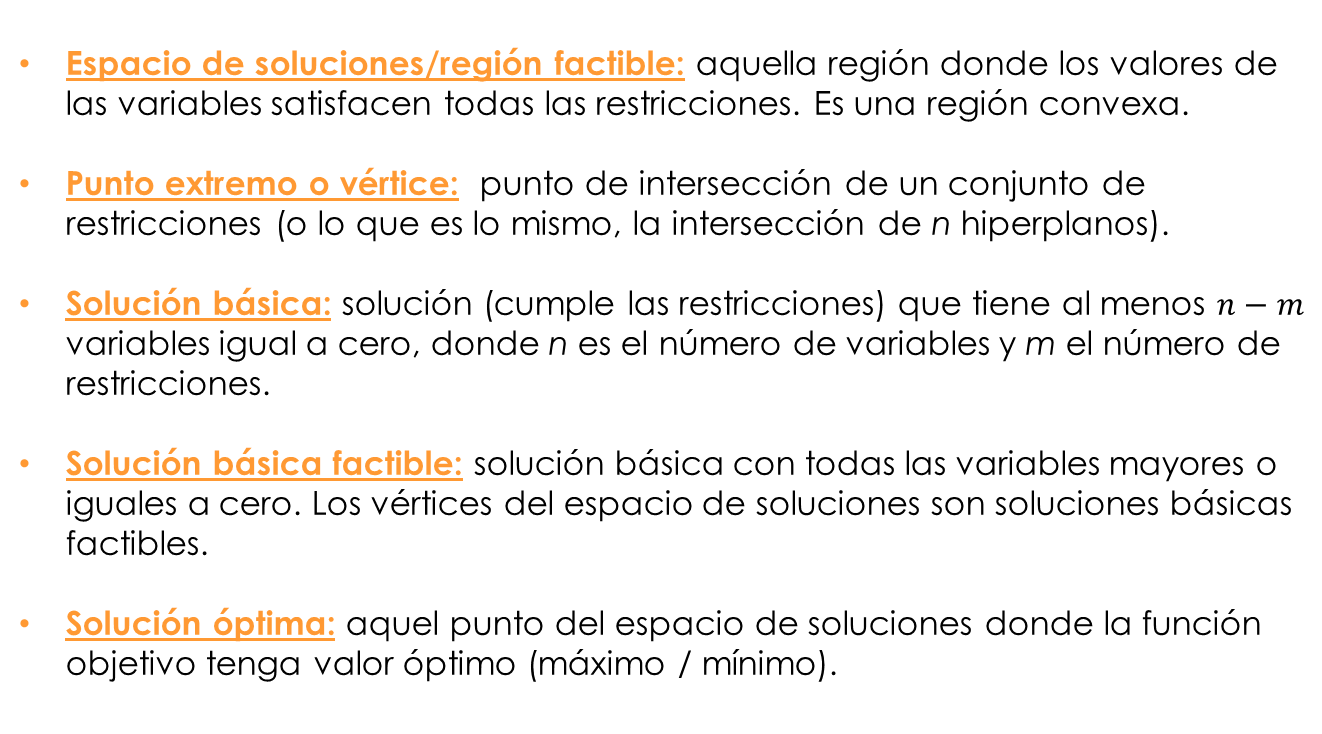 • Espacio de soluciones/región factible: aquella región donde los valores de
las variables satisfacen todas las restricciones. Es una región convexa.
• Punto extremo o vértice: punto de intersección de un conjunto de
restricciones (o lo que es lo mismo, la intersección de n hiperplanos).
• Solución básica: solución (cumple las restricciones) que tiene al menos n − m
variables igual a cero, donde n es el número de variables y m el número de
restricciones.
• Solución básica factible: solución básica con todas las variables mayores o
iguales a cero. Los vértices del espacio de soluciones son soluciones básicas
factibles.
• Solución óptima: aquel punto del espacio de soluciones donde la función
objetivo tenga valor óptimo (máximo / mínimo).